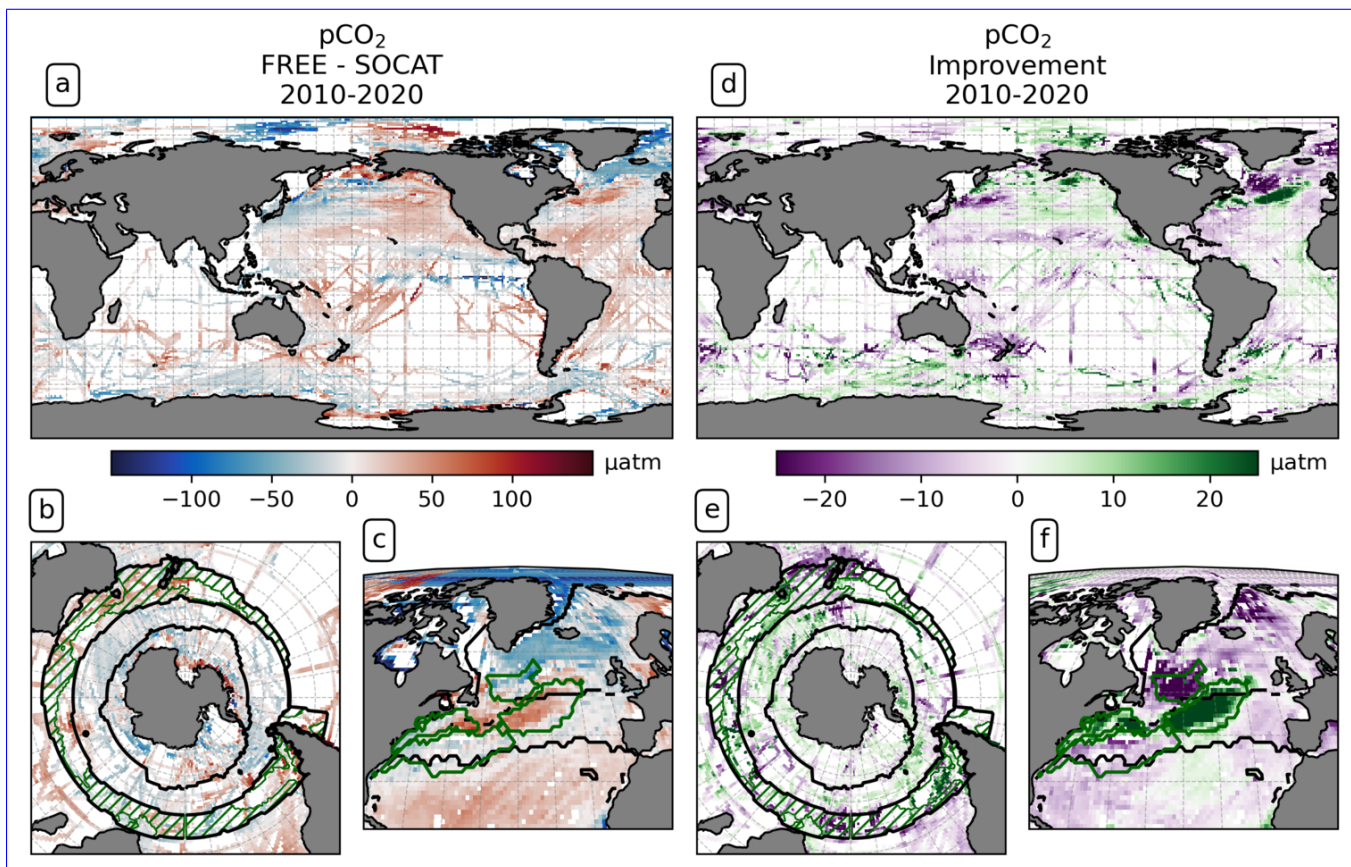 pCO₂
FREE - SOCAT
2010-2020
a
pCO₂
Improvement
2010-2020
d
−100 −50 0 50 100 μatm
−20 −10 0 10 20 μatm
b
c
e
f